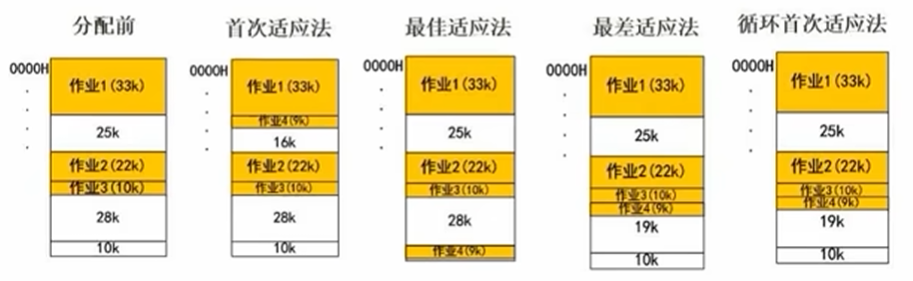 分配前
0000H
作业1(33k)
25k
作业2(22k)
作业3(10k)
28k
10k
首次适应法
0000H
作业1(33k)
作业4(9k)
16k
作业2(22k)
作业3(10k)
28k
10k
最佳适应法
0000H
作业1(33k)
25k
作业2(22k)
作业3(10k)
28k
作业4(9k)
最差适应法
0000H
作业1(33k)
25k
作业2(22k)
作业3(10k)
作业4(9k)
19k
10k
循环首次适应法
0000H
作业1(33k)
25k
作业2(22k)
作业3(10k)
作业4(9k)
19k
10k